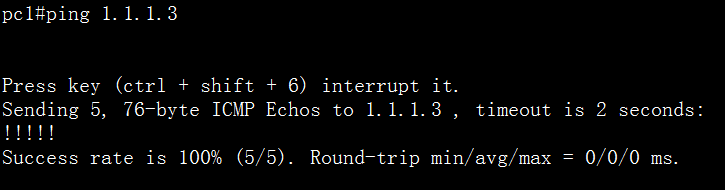 pc1#ping 1.1.1.3
Press key (ctrl + shift + 6) interrupt it.
Sending 5, 76-byte ICMP Echos to 1.1.1.3 , timeout is 2 seconds:
!!!!!
Success rate is 100% (5/5). Round-trip min/avg/max = 0/0/0 ms.